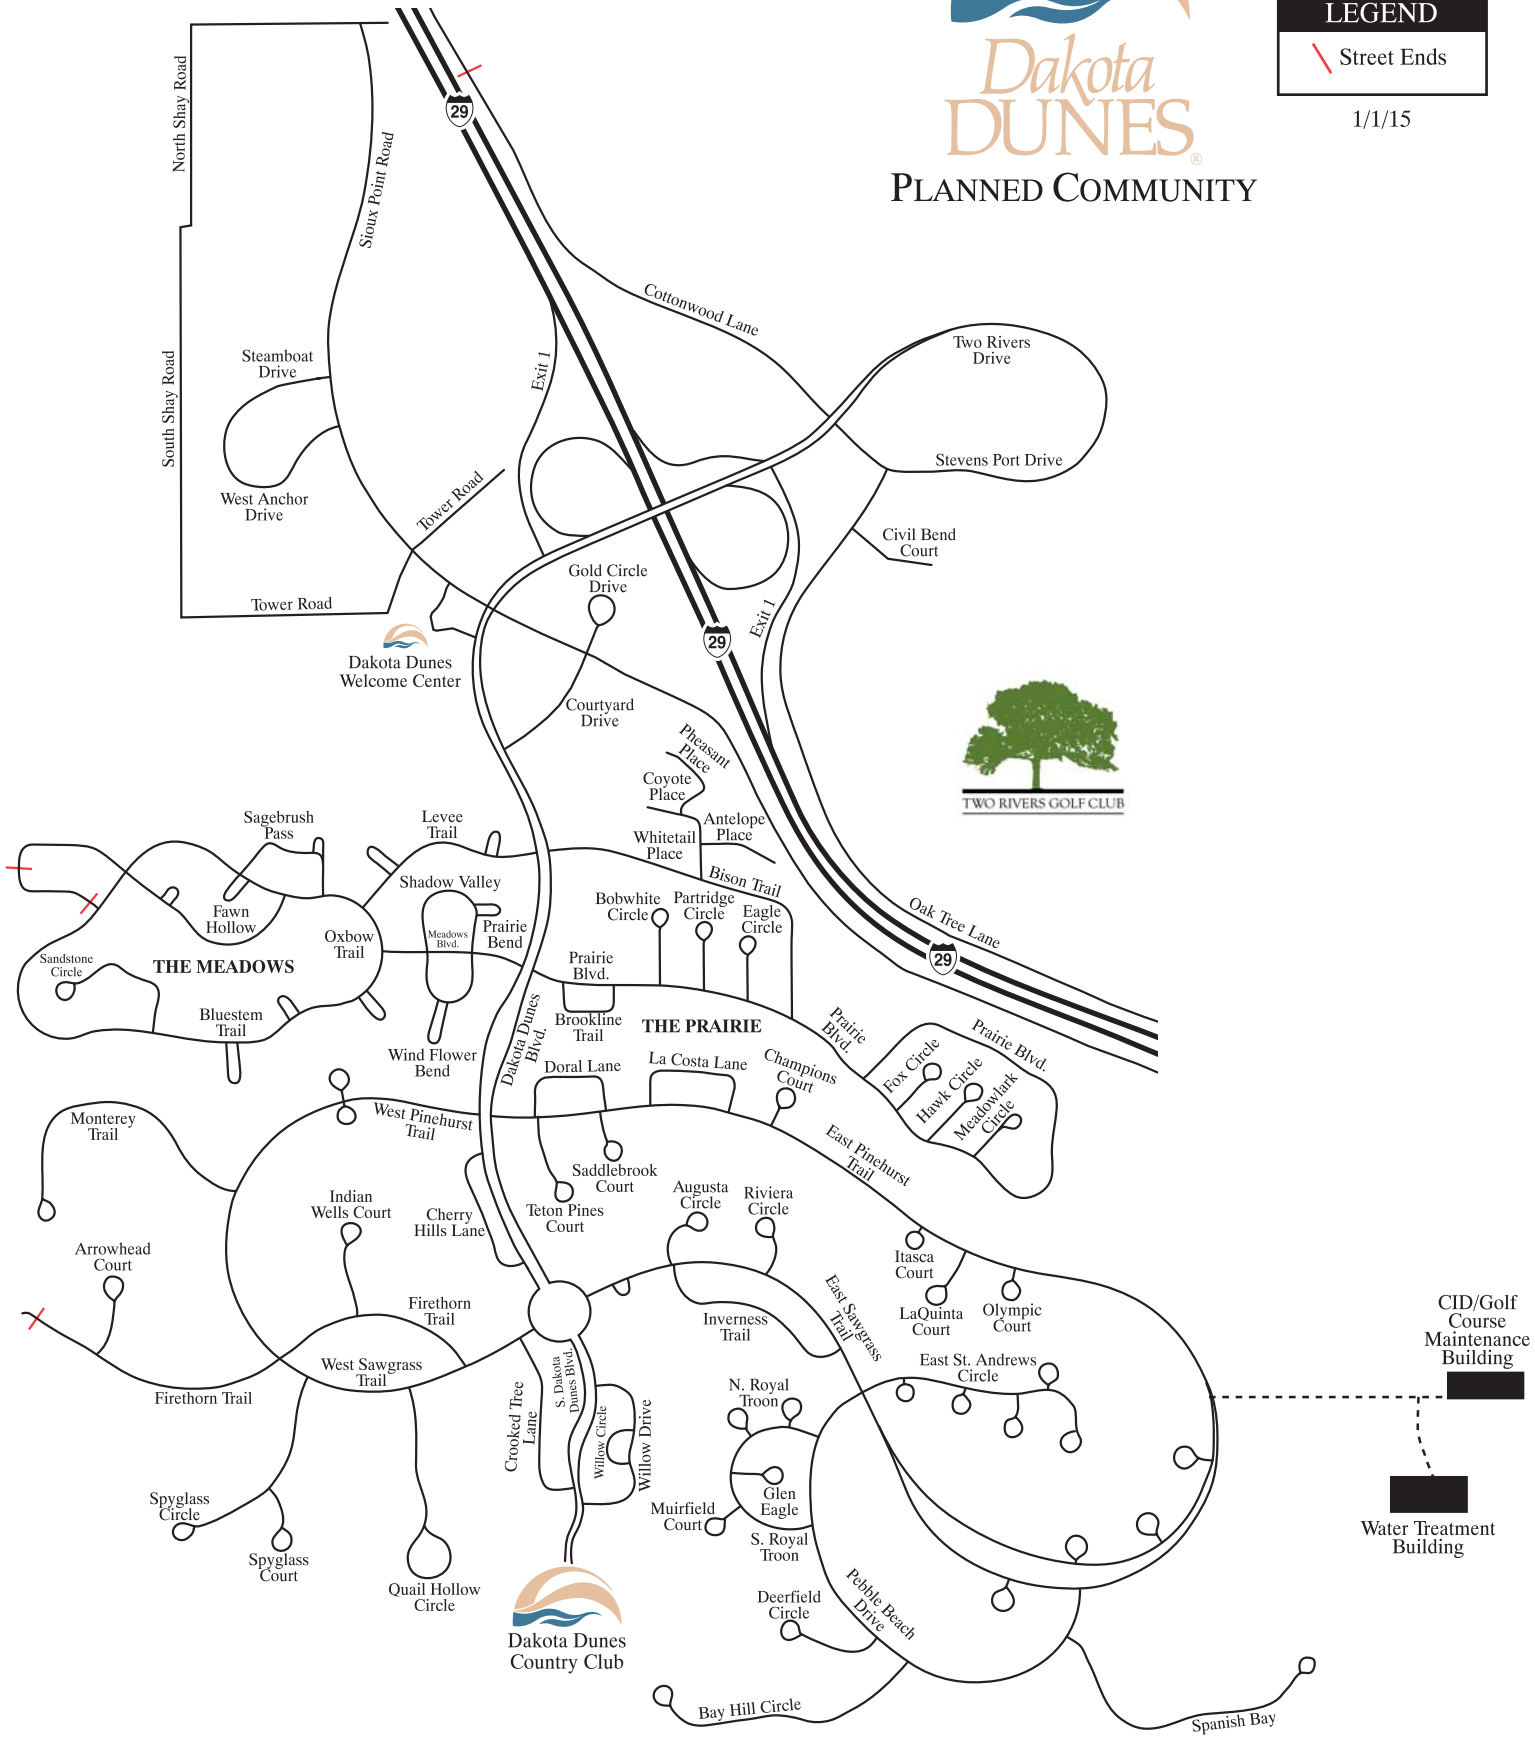 LEGEND
Street Ends
1/1/15
Dakota
DUNES®
PLANNED COMMUNITY
North Shay Road
Sioux Point Road
29
Cottonwood Lane
Two Rivers
Drive
South Shay Road
Steamboat
Drive
Exit 1
Stevens Port Drive
West Anchor
Drive
Tower Road
Civil Bend
Court
Gold Circle
Drive
Tower Road
Exit 1
29
Dakota Dunes
Welcome Center
Courtyard
Drive
Pheasant
Place
Coyote
Place
TWO RIVERS GOLF CLUB
Antelope
Place
Whitetail
Place
Sagebrush
Pass
Levee
Trail
Bison Trail
Shadow Valley
Bobwhite
Circle
Partridge
Circle
Eagle
Circle
Oak Tree Lane
Fawn
Hollow
Oxbow
Trail
Meadows
Blvd.
Prairie
Bend
29
Sandstone
Circle
THE MEADOWS
Prairie
Blvd.
Bluestem
Trail
Brookline
Trail
THE PRAIRIE
Prairie
Blvd.
Prairie Blvd.
Wind Flower
Bend
Dakota Dunes
Blvd.
Doral Lane
La Costa Lane
Champions
Court
Fox Circle
Hawk Circle
Meadowlark
Circle
Monterey
Trail
West Pinehurst
Trail
East Pinehurst
Trail
Saddlebrook
Court
Teton Pines
Court
Augusta
Circle
Riviera
Circle
Indian
Wells Court
Cherry
Hills Lane
Arrowhead
Court
Itasca
Court
LaQuinta
Court
Olympic
Court
Firethorn
Trail
Inverness
Trail
East Sawgrass
Trail
CID/Golf
Course
Maintenance
Building
West Sawgrass
Trail
Firethorn Trail
S. Dakota
Dunes Blvd.
East St. Andrews
Circle
Crooked Tree
Lane
Willow Circle
Willow Drive
N. Royal
Troon
Glen
Eagle
Muirfield
Court
S. Royal
Troon
Spyglass
Circle
Spyglass
Court
Water Treatment
Building
Quail Hollow
Circle
Deerfield
Circle
Pebble Beach
Drive
Dakota Dunes
Country Club
Bay Hill Circle
Spanish Bay